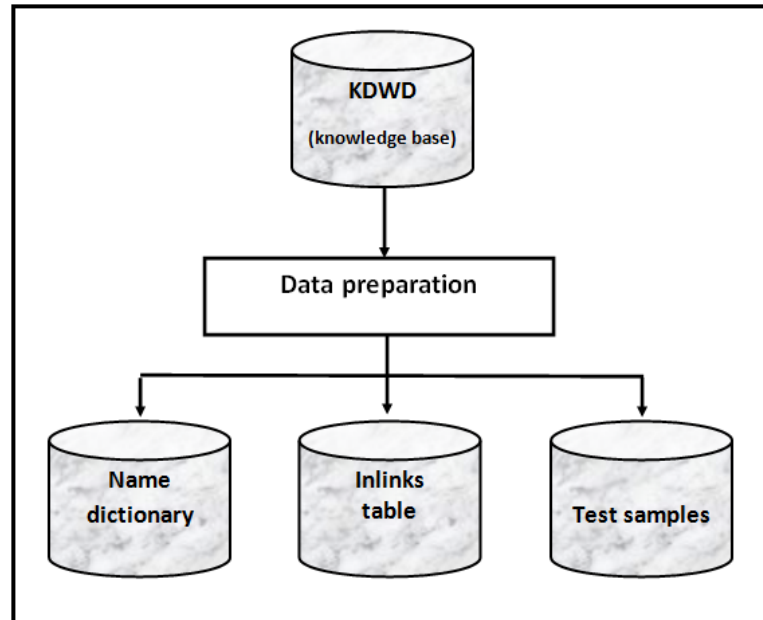 KDWD
(knowledge base)
Data preparation
Name
dictionary
Inlinks
table
Test samples